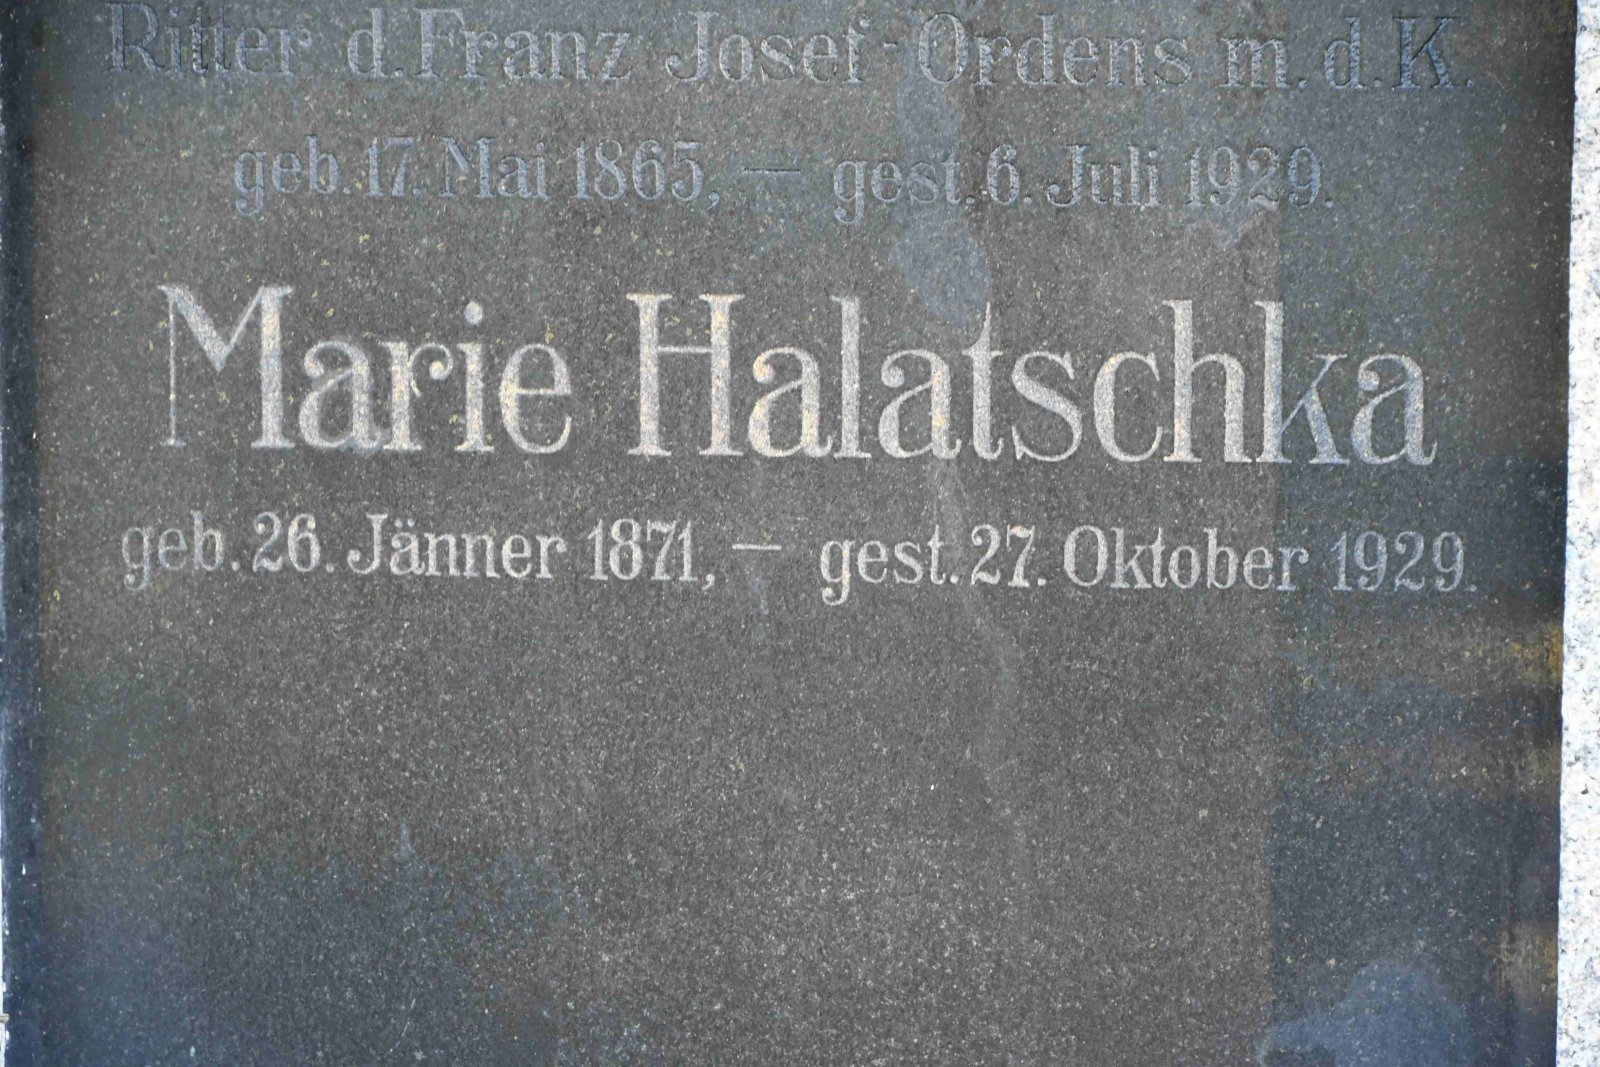 Ritter d. Franz Josef-Ordens m. d. K.
geb. 17. Mai 1865, — gest. 6. Juli 1929.
Marie Halatschka
geb. 26. Jänner 1871, — gest. 27. Oktober 1929.